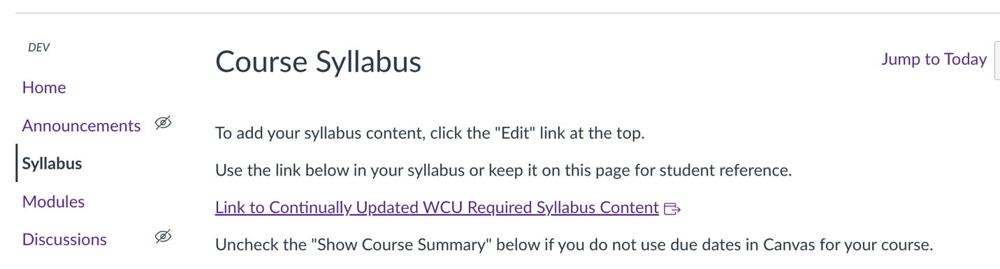 DEV
Home
Announcements
Syllabus
Modules
Discussions
Course Syllabus
Jump to Today
To add your syllabus content, click the "Edit" link at the top.
Use the link below in your syllabus or keep it on this page for student reference.
Link to Continually Updated WCU Required Syllabus Content
Uncheck the "Show Course Summary" below if you do not use due dates in Canvas for your course.